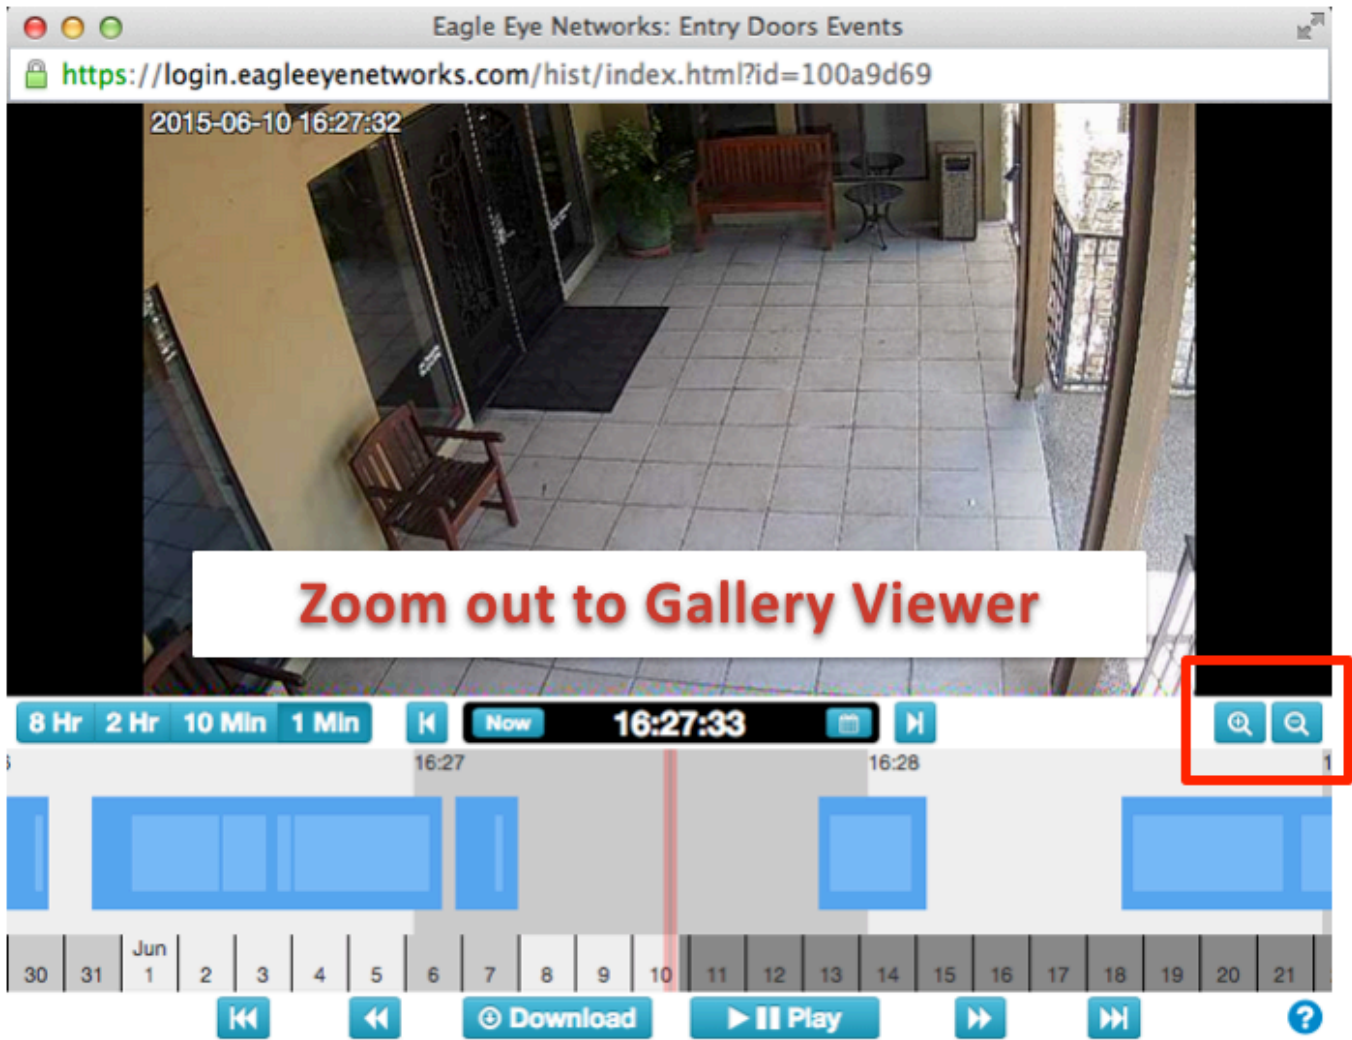 Eagle Eye Networks: Entry Doors Events
https://login.eagleeyenetworks.com/hist/index.html?id=100a9d69
2015-06-10 16:27:32
Zoom out to Gallery Viewer
8 Hr 2 Hr 10 Min 1 Min Now 16:27:33
16:27 16:28
Jun
30 31 1 2 3 4 5 6 7 8 9 10 11 12 13 14 15 16 17 18 19 20 21
Download Play ?